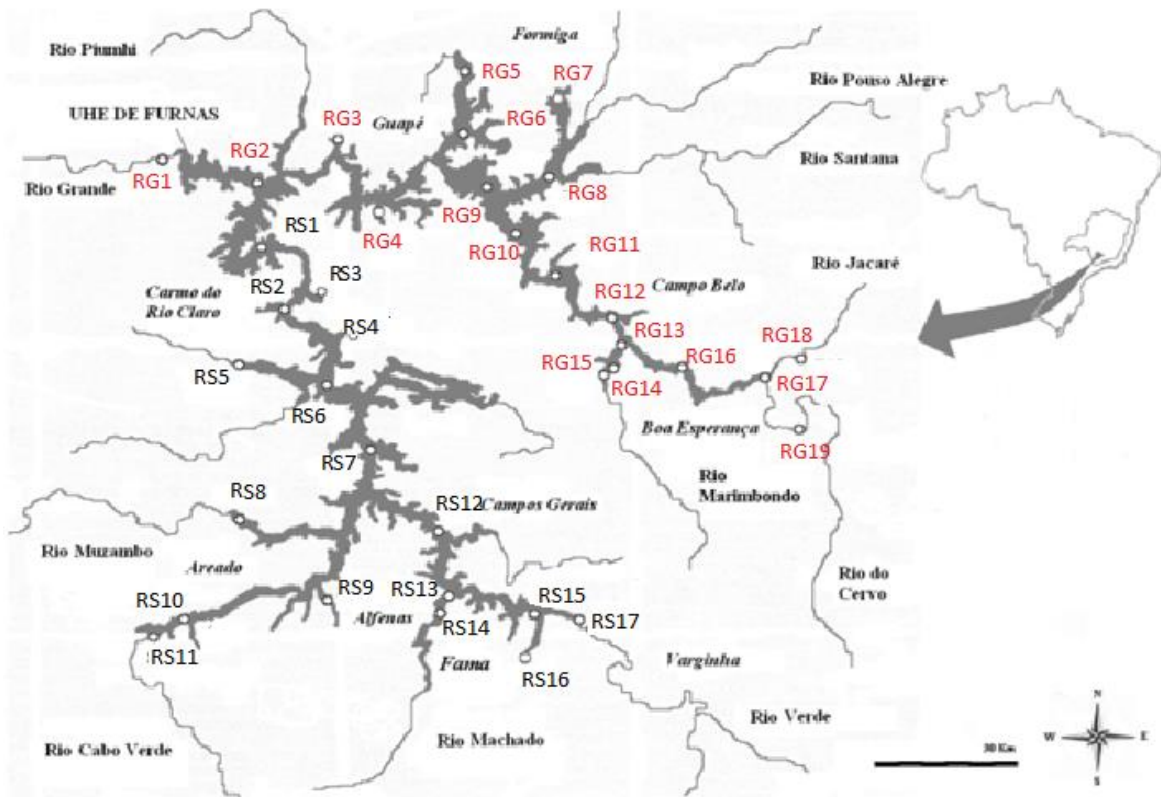 Formiga
Rio Piumhi
RG5
RG7
Rio Pouso Alegre
UHE DE FURNAS
RG3
Guapé
RG6
RG2
Rio Santana
Rio Grande
RG1
RG8
RG9
RS1
RG4
RG10
RG11
Rio Jacaré
RS2
RS3
RG12
Campo Belo
Carmo do
Rio Claro
RS4
RG13
RG18
RG15
RG16
RS5
RG14
RG17
RS6
Boa Esperança
RG19
RS7
Rio
Marimbondo
RS8
RS12
Campos Gerais
Rio Muzambo
Areado
Rio do
Cervo
RS9
RS13
RS10
RS15
Alfenas
RS14
RS17
RS11
Fama
RS16
Varginha
Rio Verde
Rio Cabo Verde
Rio Machado
30 Km
N
W
E
S